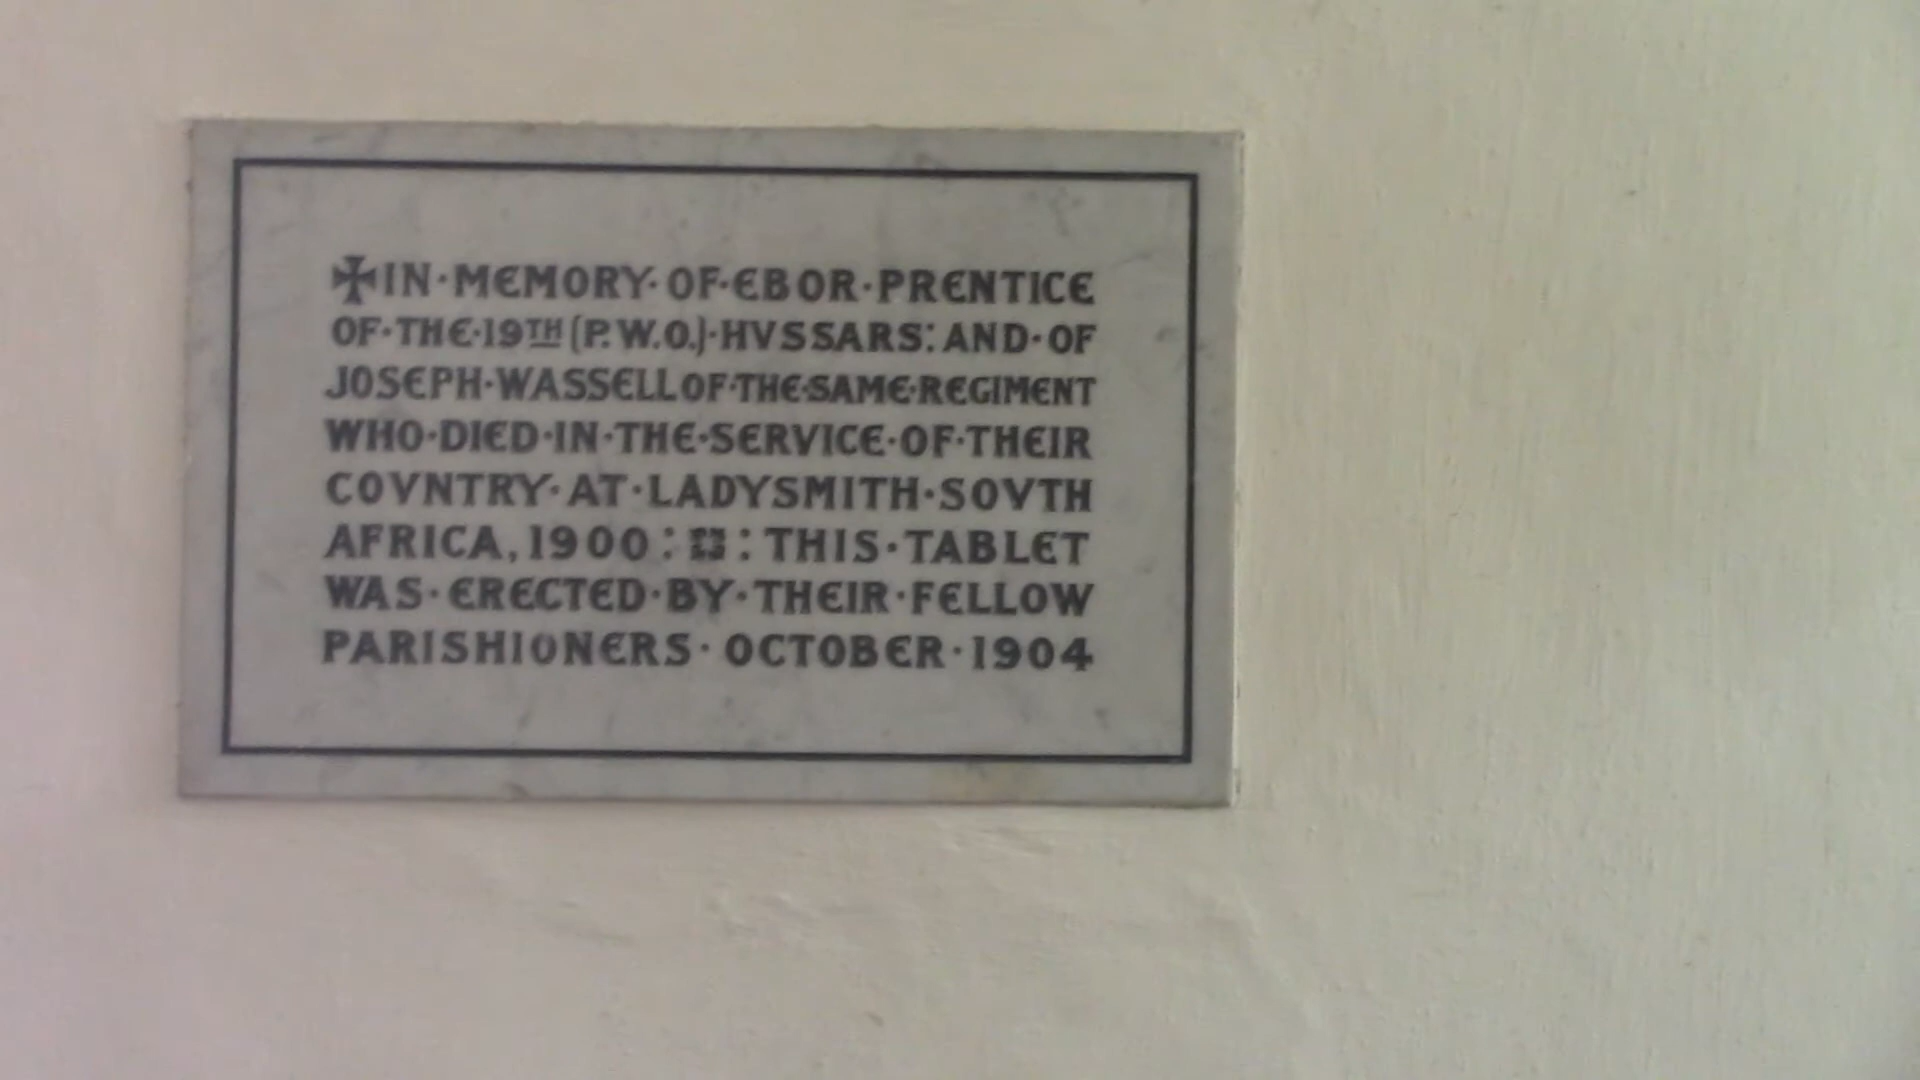 ✠IN·MEMORY·OF·EBOR·PRENTICE
OF·THE·19TH (P.W.O.)·HVSSARS: AND·OF
JOSEPH·WASSELL OF·THE·SAME·REGIMENT
WHO·DIED·IN·THE·SERVICE·OF·THEIR
COVNTRY·AT·LADYSMITH·SOVTH
AFRICA, 1900 : : THIS·TABLET
WAS·ERECTED·BY·THEIR·FELLOW
PARISHIONERS·OCTOBER·1904